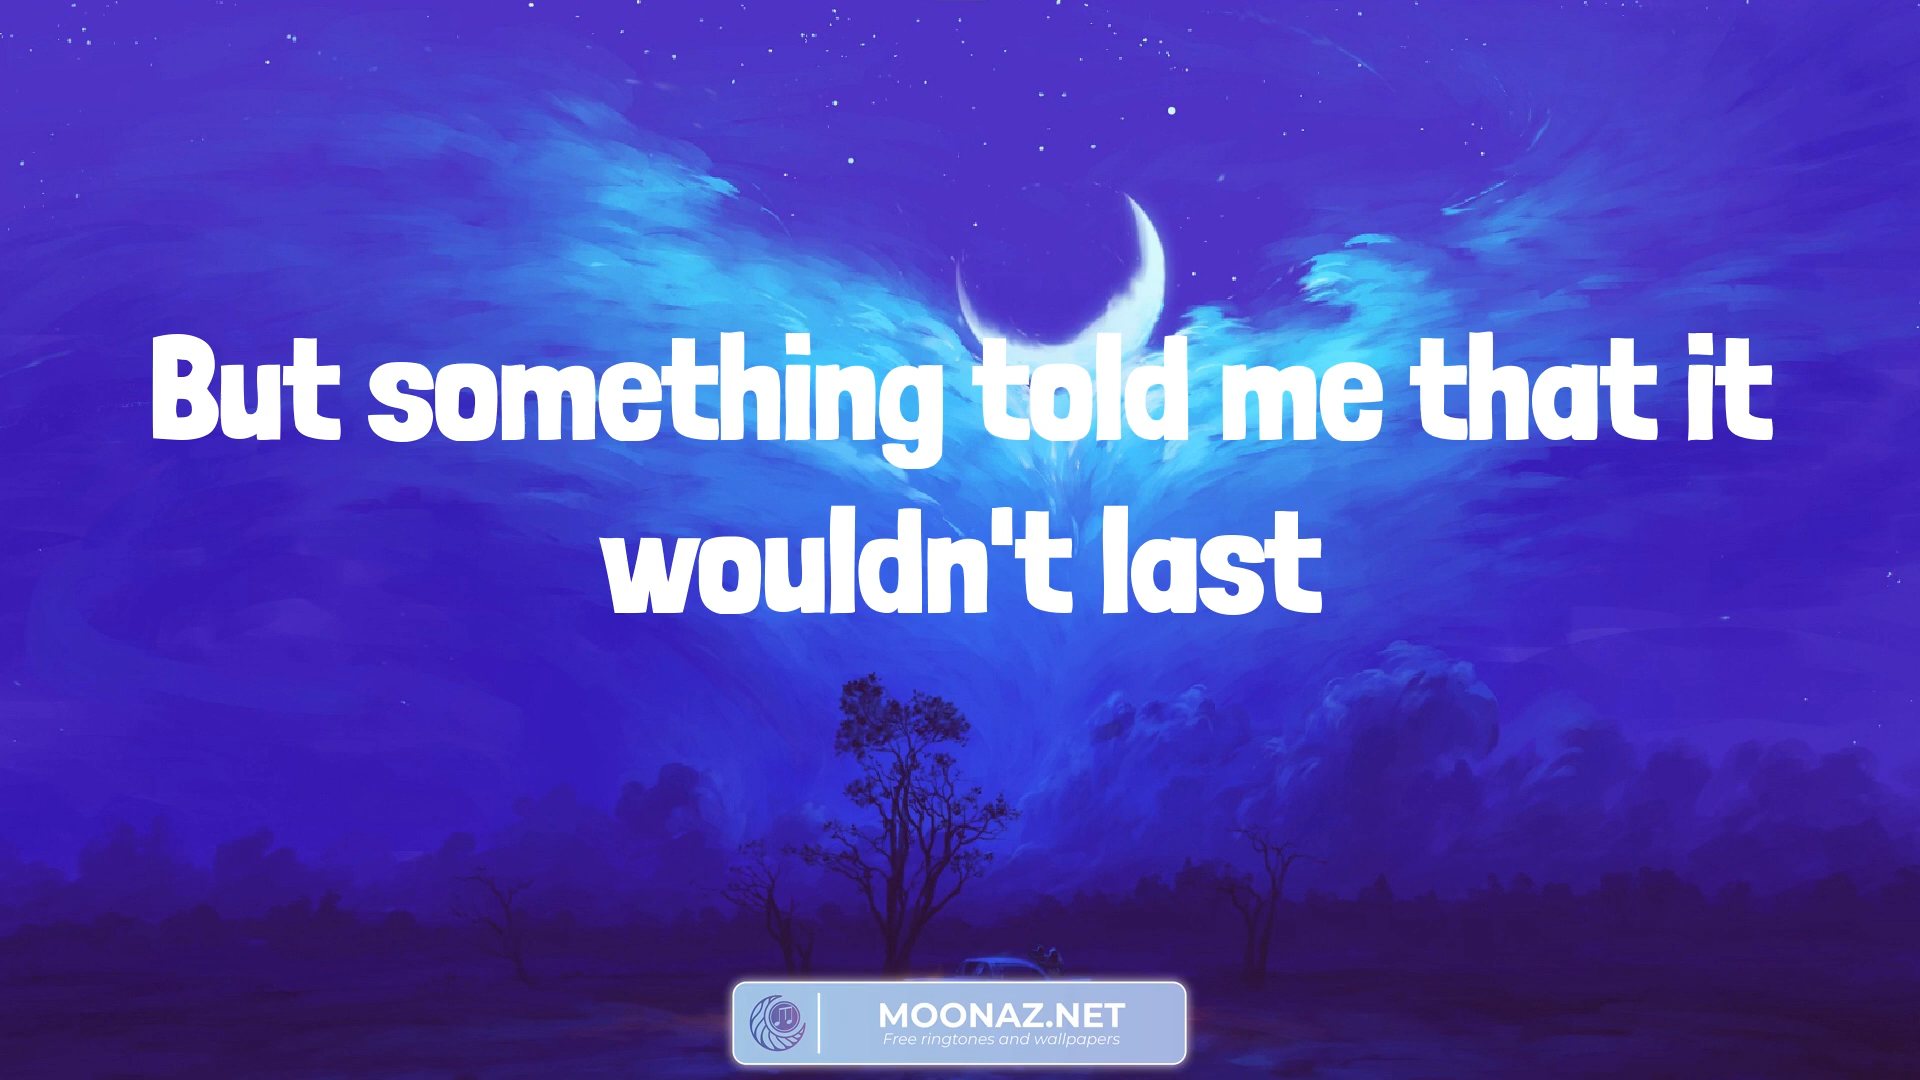 But something told me that it
wouldn't last
MOONAZ.NET
Free ringtones and wallpapers